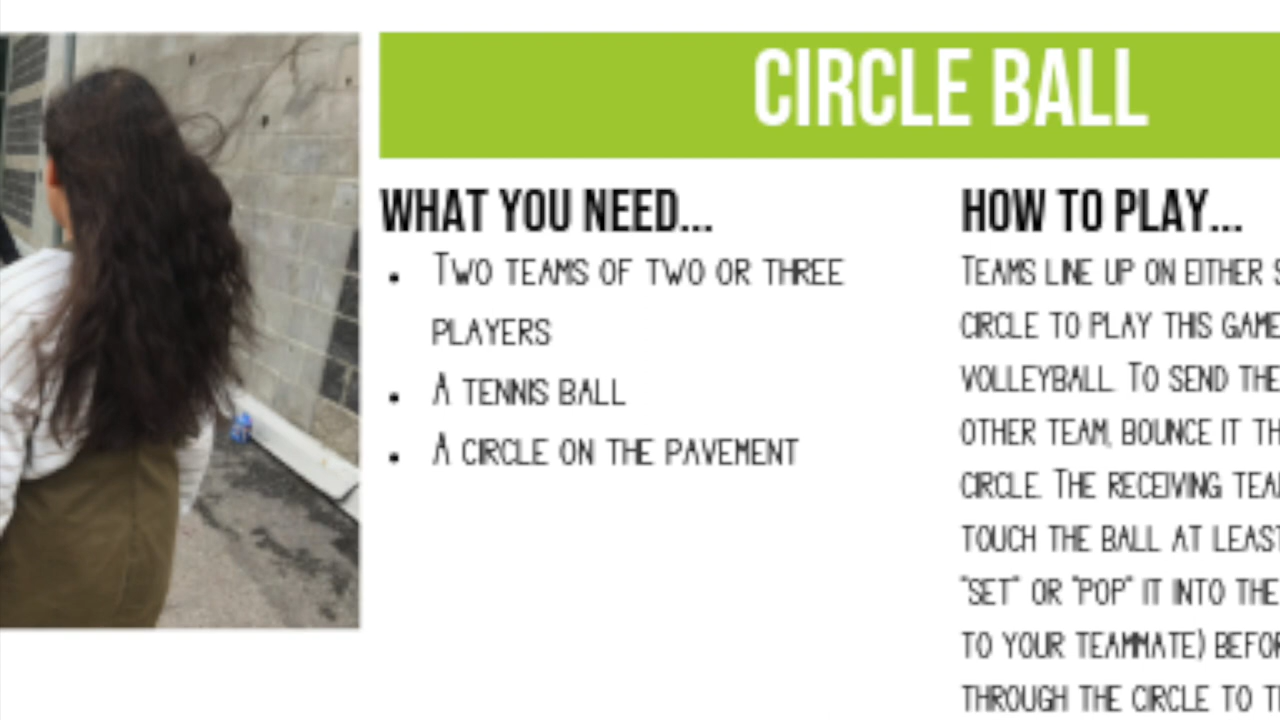 CIRCLE BALL
WHAT YOU NEED...
• TWO TEAMS OF TWO OR THREE
PLAYERS
• A TENNIS BALL
• A CIRCLE ON THE PAVEMENT
HOW TO PLAY...
TEAMS LINE UP ON EITHER
CIRCLE TO PLAY THIS GAME
VOLLEYBALL. TO SEND THE
OTHER TEAM, BOUNCE IT
CIRCLE. THE RECEIVING
TOUCH THE BALL AT LEAST
"SET" OR "POP" IT INTO THE
TO YOUR TEAMMATE)
THROUGH THE CIRCLE TO